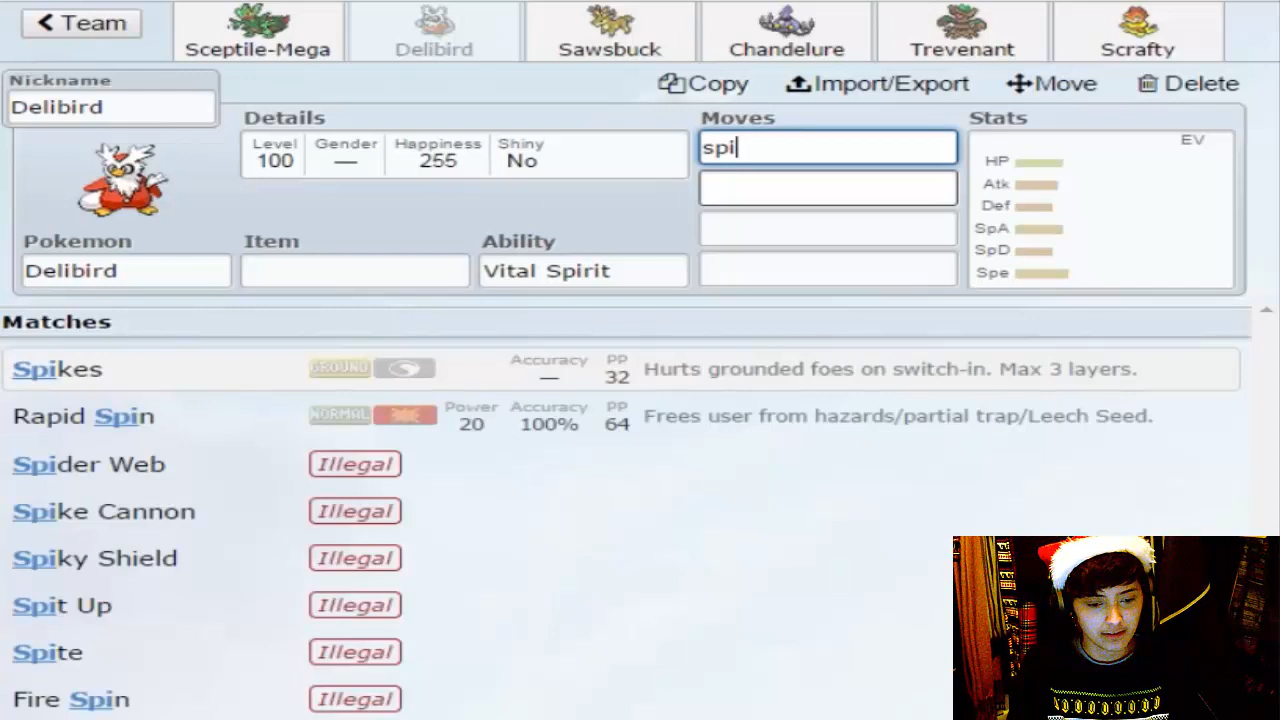 Team
Sceptile-Mega
Delibird
Sawsbuck
Chandelure
Trevenant
Scrafty
Nickname
Delibird
Copy
Import/Export
Move
Delete
Details
Moves
Stats
Level
100
Gender
—
Happiness
255
Shiny
No
spi
EV
HP
Atk
Def
SpA
SpD
Spe
Pokemon
Item
Ability
Delibird
Vital Spirit
Matches
Spikes GROUND Accuracy — PP 32 Hurts grounded foes on switch-in. Max 3 layers.
Rapid Spin NORMAL Power 20 Accuracy 100% PP 64 Frees user from hazards/partial trap/Leech Seed.
Spider Web Illegal
Spike Cannon Illegal
Spiky Shield Illegal
Spit Up Illegal
Spite Illegal
Fire Spin Illegal